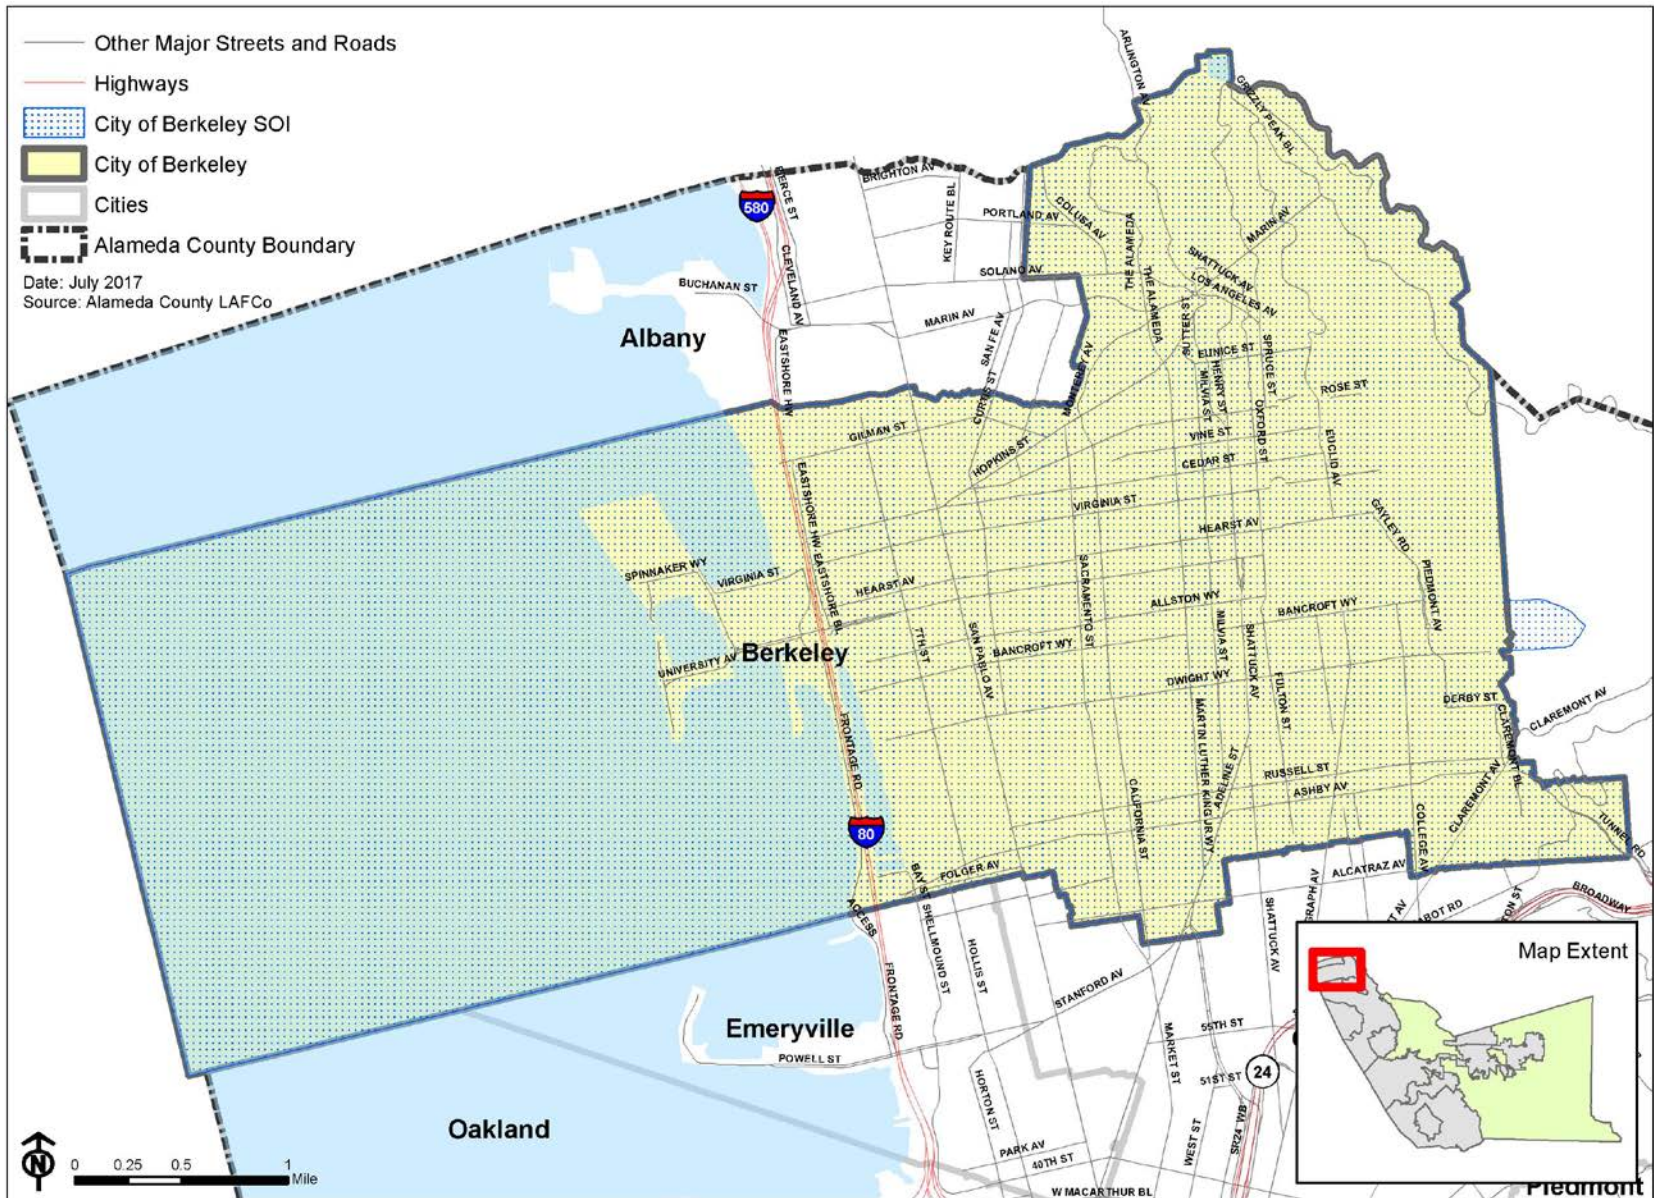 Other Major Streets and Roads
Highways
City of Berkeley SOI
City of Berkeley
Cities
Alameda County Boundary
Date: July 2017
Source: Alameda County LAFCo
ARLINGTON AV
GRIZZLY PEAK BL
580
BRIGHTON AV
KEY ROUTE BL
PORTLAND AV
COLUSA AV
THE ALAMEDA
MARIN AV
SHATTUCK AV
LOS ANGELES AV
CLEVELAND AV
SOLANO AV
BUCHANAN ST
MARIN AV
THE ALAMEDA
SUTTER ST
Albany
EASTSHORE HW
SAN FE AV
MONTEREY AV
EUNICE ST
SPRUCE ST
HENRY ST
MILVIA ST
ROSE ST
CURTIS ST
OXFORD ST
GILMAN ST
HOPKINS ST
VINE ST
CEDAR ST
EUCLID AV
EASTSHORE HW
VIRGINIA ST
HEARST AV
GAYLEY RD
SPINNAKER WY
VIRGINIA ST
EASTSHORE BL
HEARST AV
SACRAMENTO ST
ALLSTON WY
BANCROFT WY
PIEDMONT AV
UNIVERSITY AV
Berkeley
7TH ST
SAN PABLO AV
BANCROFT WY
MILVIA ST
SHATTUCK AV
DWIGHT WY
FULTON ST
DERBY ST
CLAREMONT AV
CLAREMONT BL
FRONTAGE RD
MARTIN LUTHER KING JR WY
ADELINE ST
RUSSELL ST
ASHBY AV
CLAREMONT AV
80
CALIFORNIA ST
COLLEGE AV
TUNNEL RD
FOLGER AV
ALCATRAZ AV
BAY ST
SHELLMOUND ST
ACCESS
HOLLIS ST
SHATTUCK AV
GRAPH AV
ABOT RD
BROADWAY
FRONTAGE RD
STANFORD AV
Map Extent
Emeryville
POWELL ST
MARKET ST
55TH ST
51ST ST
24
HORTON ST
WEST ST
SR24 WB
Oakland
PARK AV
40TH ST
W MACARTHUR BL
Piedmont
N
0 0.25 0.5 1
Mile